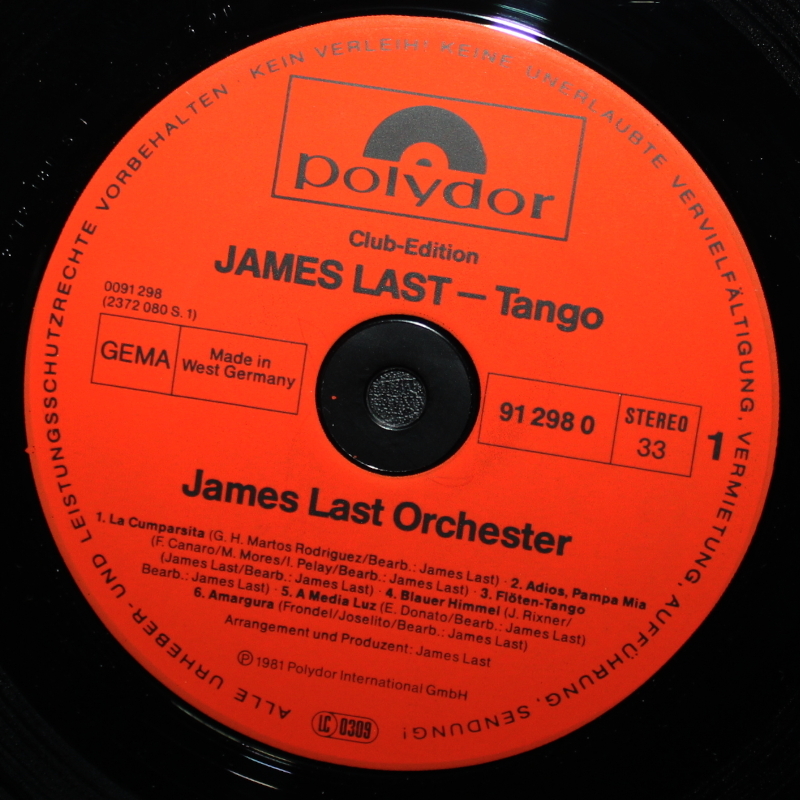 ALLE URHEBER- UND LEISTUNGSSCHUTZRECHTE VORBEHALTEN · KEIN VERLEIH! KEINE UNERLAUBTE VERVIELFÄLTIGUNG, VERMIETUNG, AUFFÜHRUNG, SENDUNG!
polydor
Club-Edition
JAMES LAST – Tango
0091 298
(2372 080 S. 1)
GEMA
Made in
West Germany
91 298 0
STEREO
33
1
James Last Orchester
1. La Cumparsita (G. H. Martos Rodriguez/Bearb.: James Last) · 2. Adios, Pampa Mia
(F. Canaro/M. Mores/I. Pelay/Bearb.: James Last) · 3. Flöten-Tango
(James Last/Bearb.: James Last) · 4. Blauer Himmel (J. Rixner/
Bearb.: James Last) · 5. A Media Luz (E. Donato/Bearb.: James Last)
6. Amargura (Frondel/Joselito/Bearb.: James Last)
Arrangement und Produzent: James Last
℗ 1981 Polydor International GmbH
LC 0309